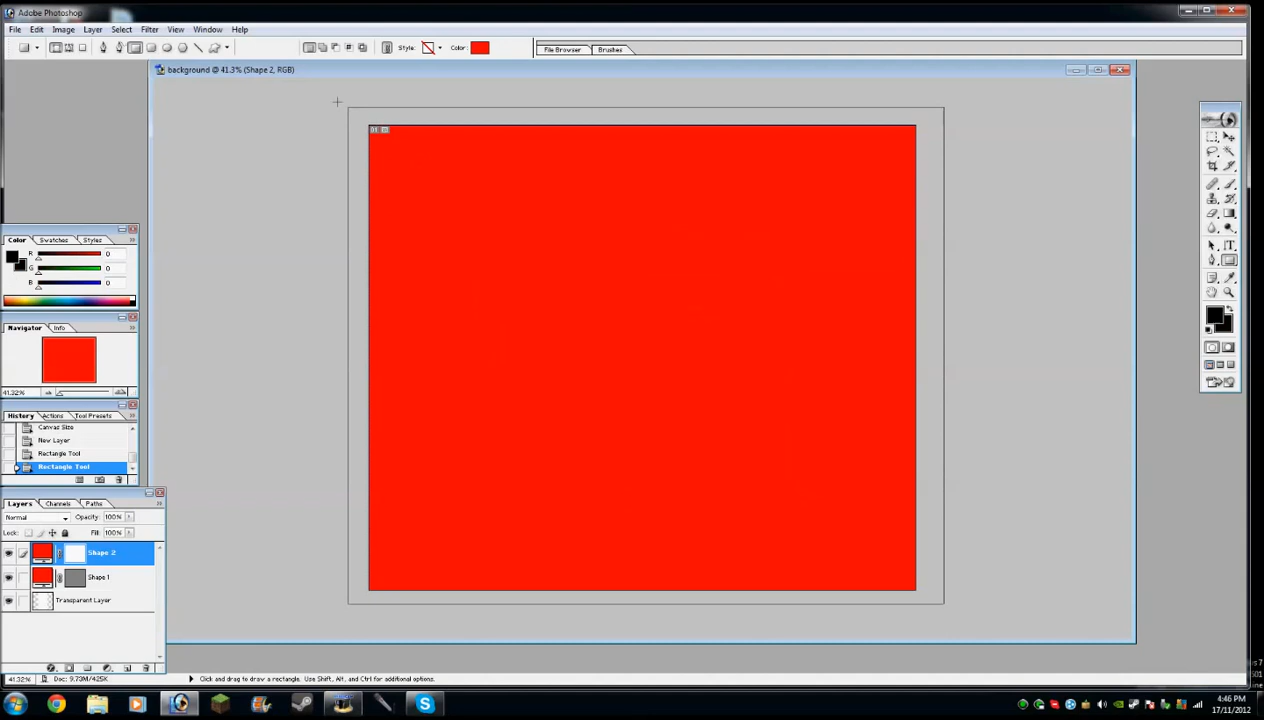 Adobe Photoshop
File Edit Image Layer Select Filter View Window Help
Style: Color: File Browser Brushes
background @ 41.3% (Shape 2, RGB)
01
Color Swatches Styles
R 0
G 0
B 0
Navigator Info
41.32%
History Actions Tool Presets
Canvas Size
New Layer
Rectangle Tool
Rectangle Tool
Layers Channels Paths
Normal Opacity: 100%
Lock: Fill: 100%
Shape 2
Shape 1
Transparent Layer
41.32% Doc: 9.73M/425K Click and drag to draw a rectangle. Use Shift, Alt, and Ctrl for additional options.
4:46 PM
17/11/2012